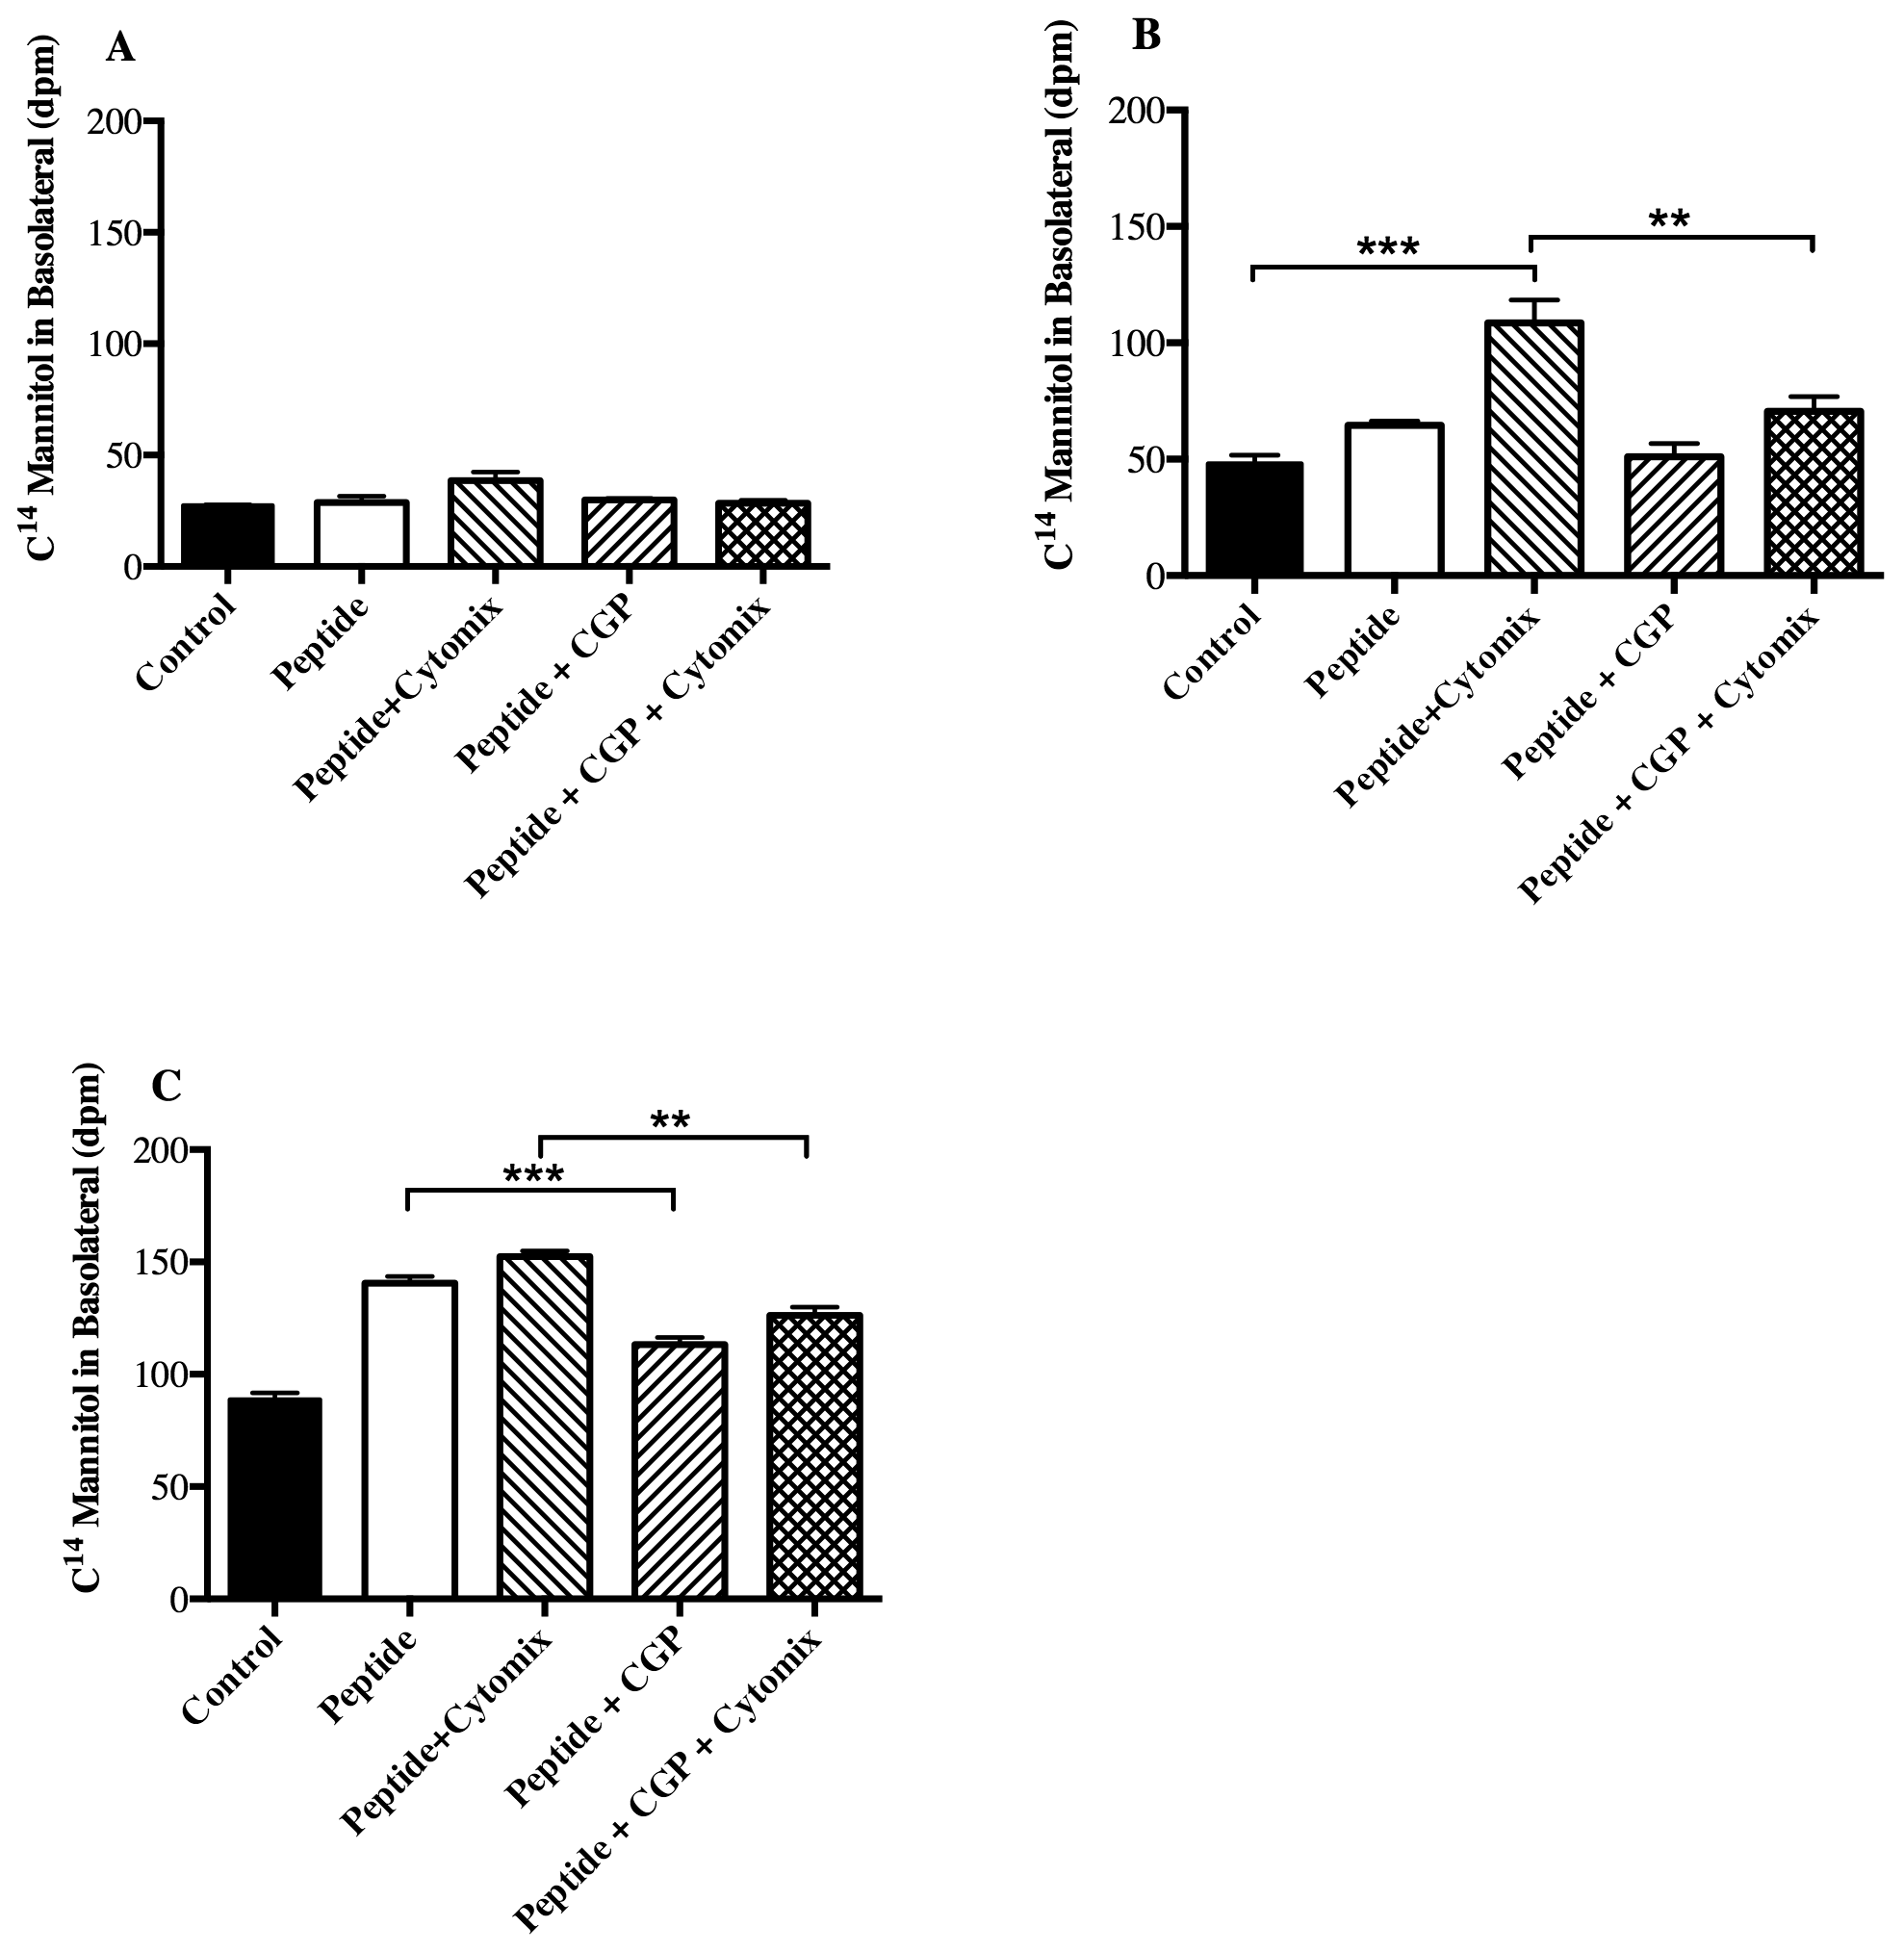 A
C14 Mannitol in Basolateral (dpm)
200
150
100
50
0
Control
Peptide
Peptide+Cytomix
Peptide + CGP
Peptide + CGP + Cytomix
B
C14 Mannitol in Basolateral (dpm)
200
150
100
50
0
***
**
Control
Peptide
Peptide+Cytomix
Peptide + CGP
Peptide + CGP + Cytomix
C
C14 Mannitol in Basolateral (dpm)
200
150
100
50
0
**
***
Control
Peptide
Peptide+Cytomix
Peptide + CGP
Peptide + CGP + Cytomix